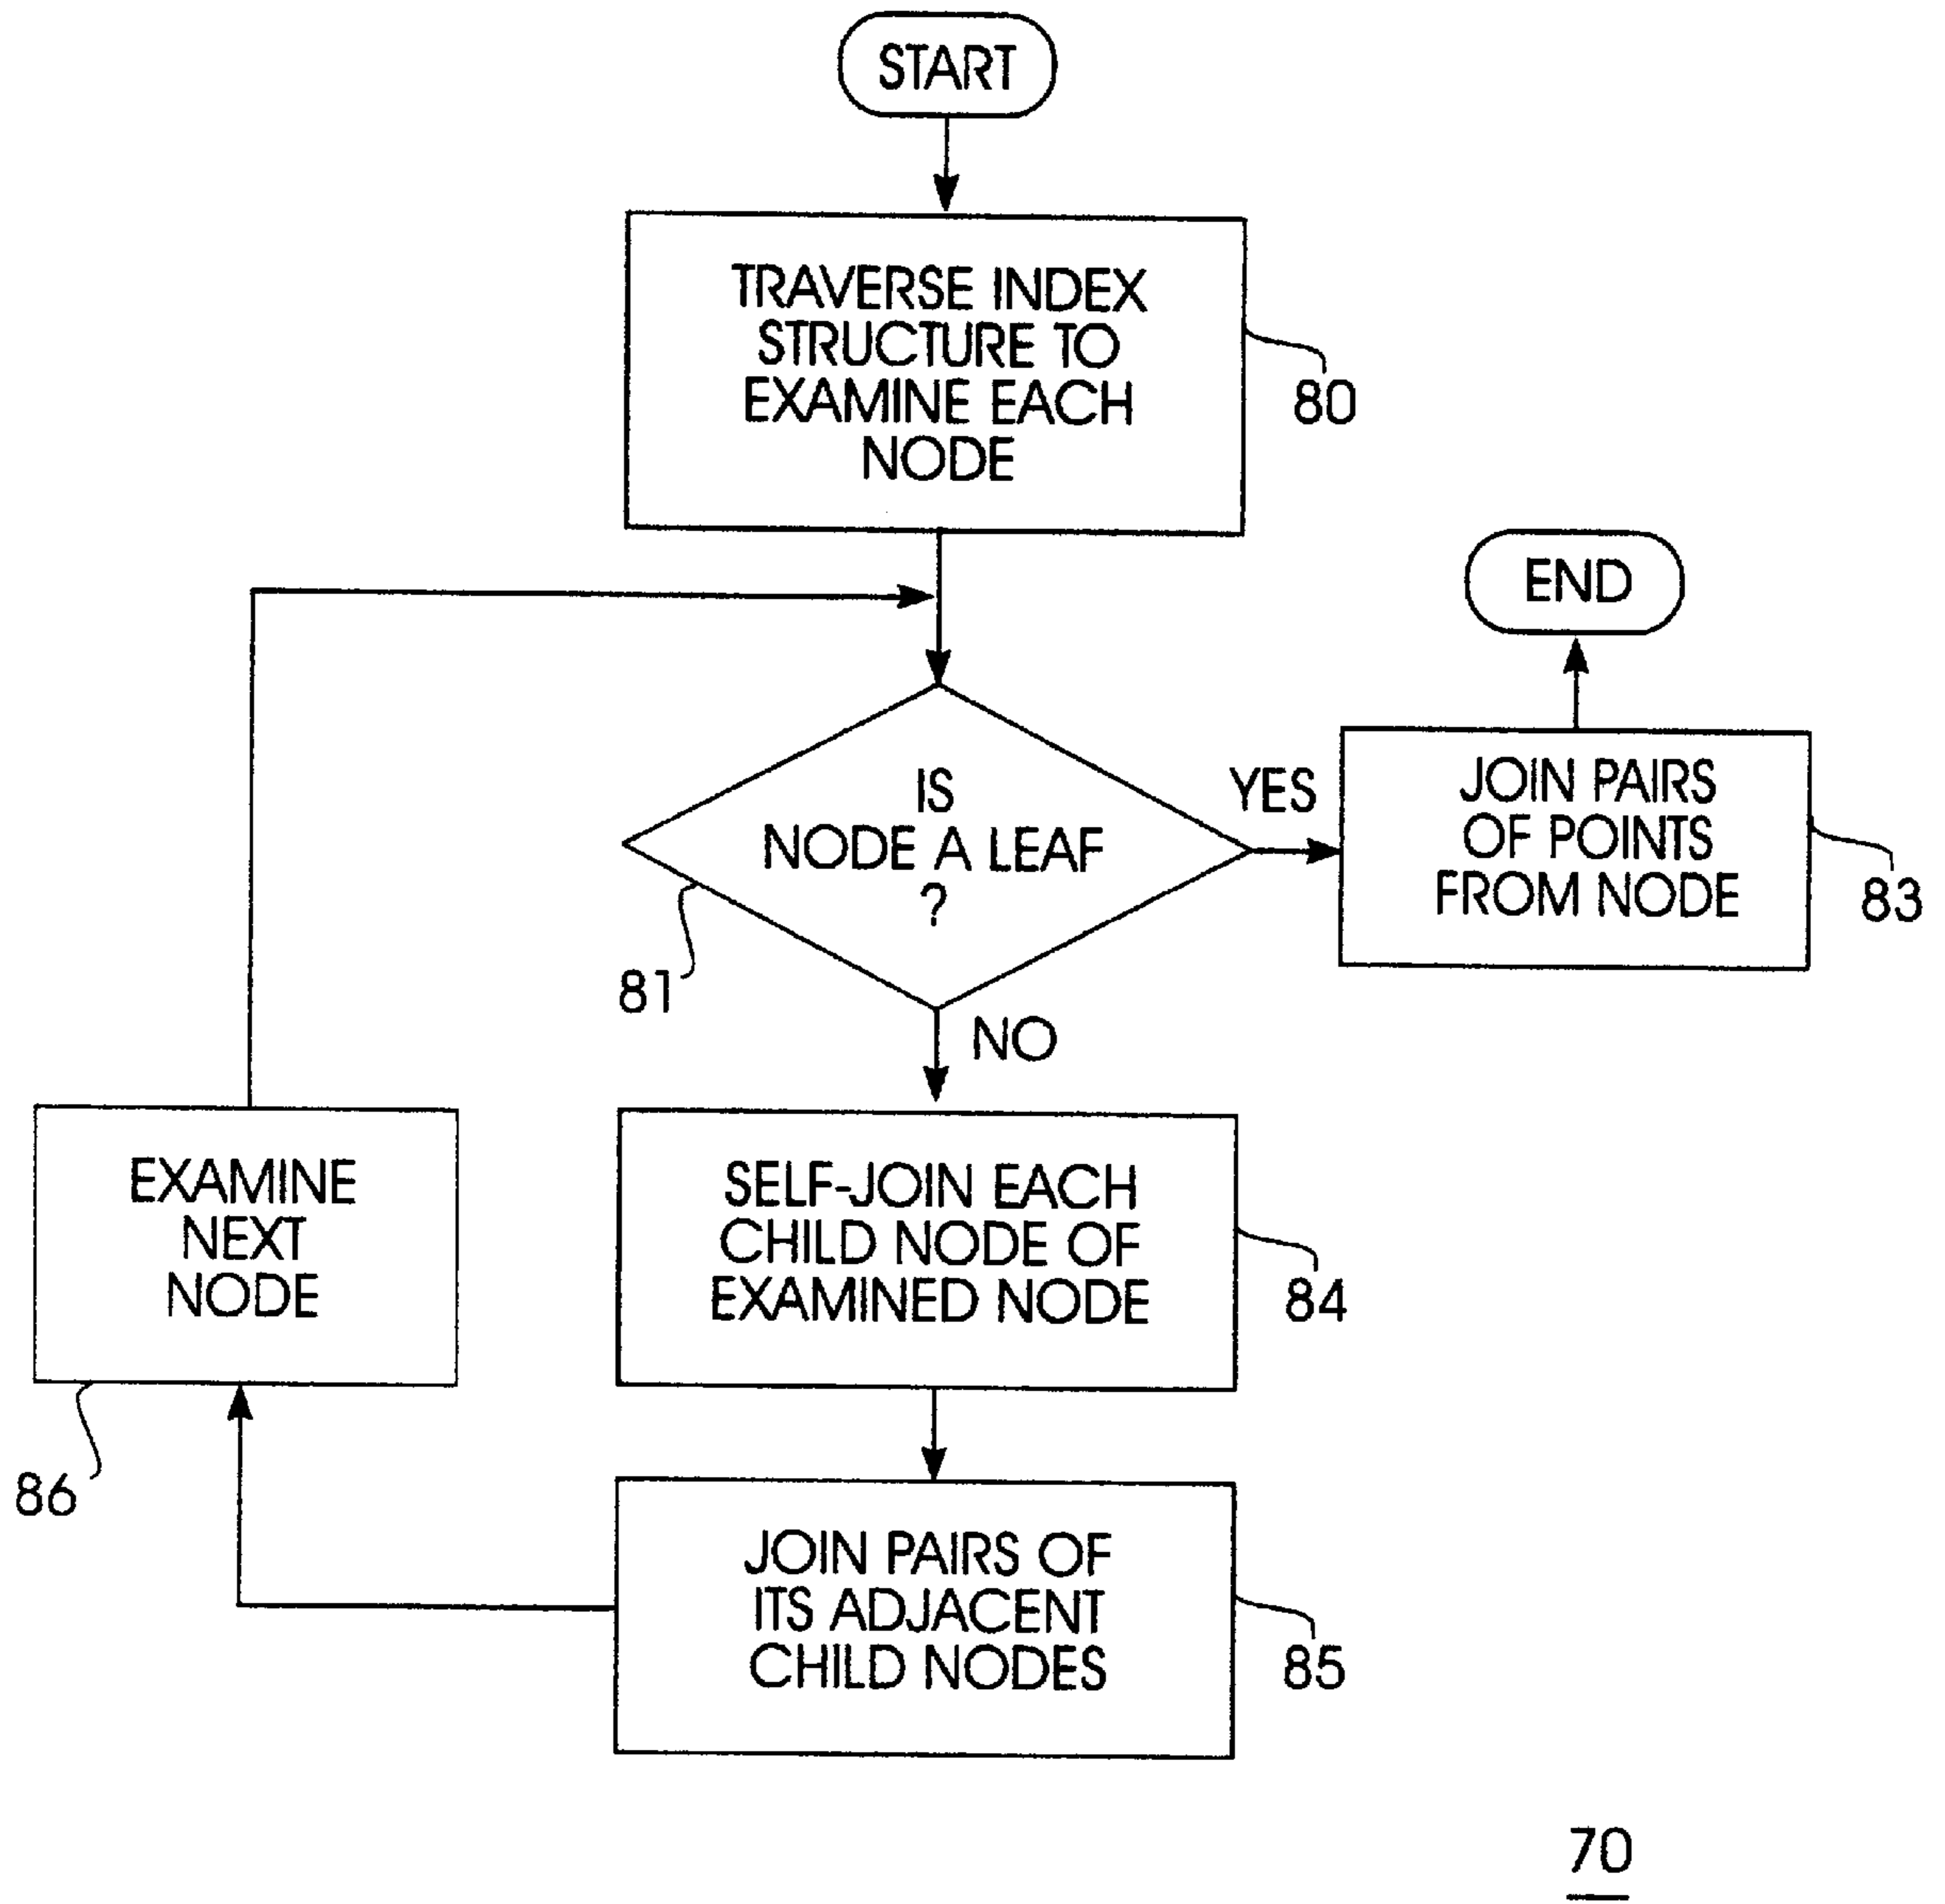 START
TRAVERSE INDEX
STRUCTURE TO
EXAMINE EACH
NODE
80
END
IS
NODE A LEAF
?
81
YES
JOIN PAIRS
OF POINTS
FROM NODE
83
NO
SELF-JOIN EACH
CHILD NODE OF
EXAMINED NODE
84
EXAMINE
NEXT
NODE
86
JOIN PAIRS OF
ITS ADJACENT
CHILD NODES
85
70